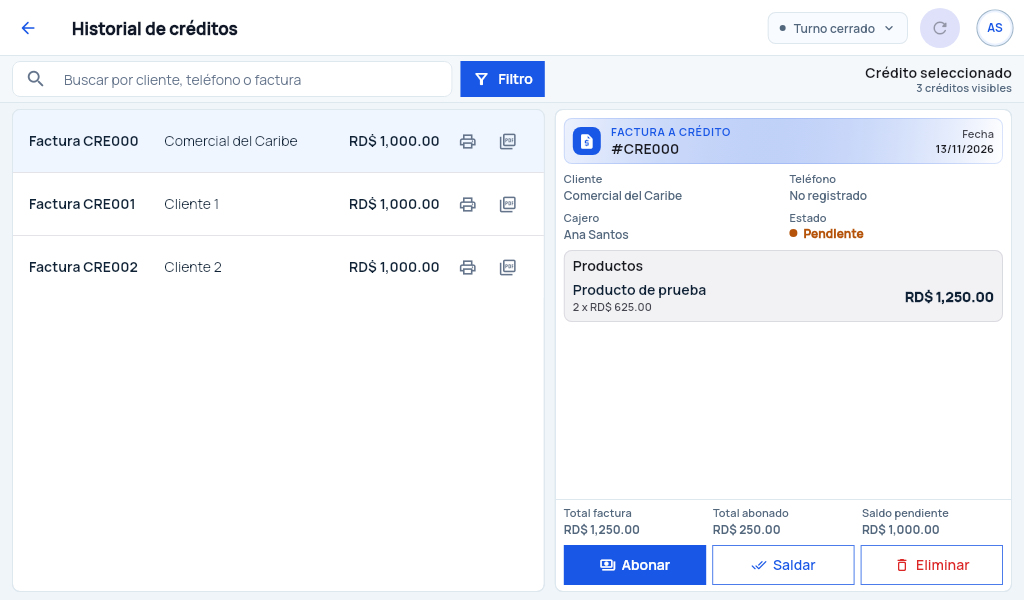 Historial de créditos
Turno cerrado
AS
Buscar por cliente, teléfono o factura
Filtro
Crédito seleccionado
3 créditos visibles
Factura CRE000 Comercial del Caribe RD$ 1,000.00 PDF
Factura CRE001 Cliente 1 RD$ 1,000.00 PDF
Factura CRE002 Cliente 2 RD$ 1,000.00 PDF
FACTURA A CRÉDITO
#CRE000
Fecha
13/11/2026
Cliente
Comercial del Caribe
Teléfono
No registrado
Cajero
Ana Santos
Estado
Pendiente
Productos
Producto de prueba
2 x RD$ 625.00
RD$ 1,250.00
Total factura
RD$ 1,250.00
Total abonado
RD$ 250.00
Saldo pendiente
RD$ 1,000.00
Abonar
Saldar
Eliminar